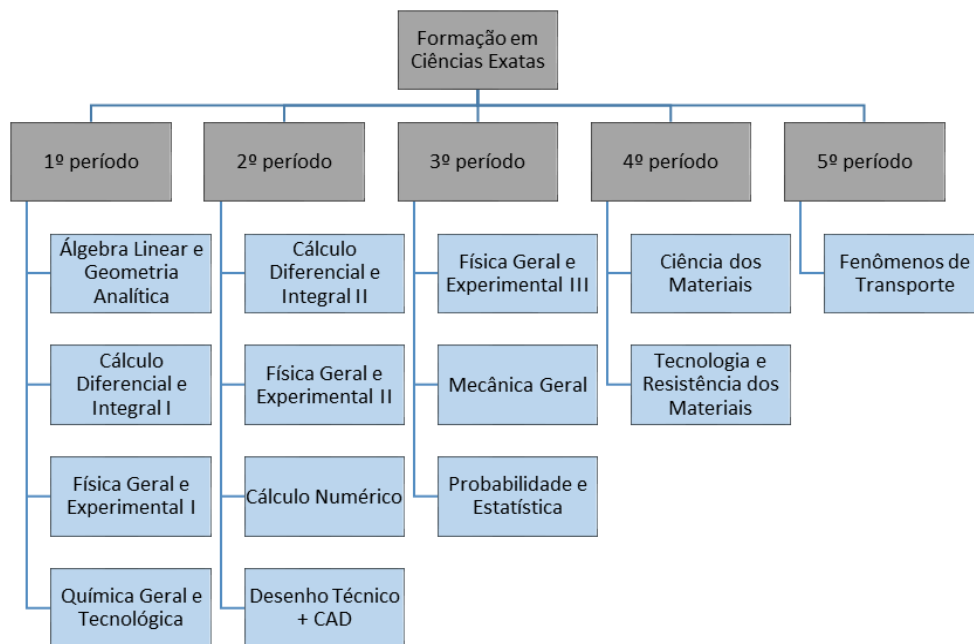 Formação em
Ciências Exatas
1º período
2º período
3º período
4º período
5º período
Álgebra Linear e
Geometria
Analítica
Cálculo
Diferencial e
Integral I
Física Geral e
Experimental I
Química Geral e
Tecnológica
Cálculo
Diferencial e
Integral II
Física Geral e
Experimental II
Cálculo Numérico
Desenho Técnico
+ CAD
Física Geral e
Experimental III
Mecânica Geral
Probabilidade e
Estatística
Ciência dos
Materiais
Tecnologia e
Resistência dos
Materiais
Fenômenos de
Transporte